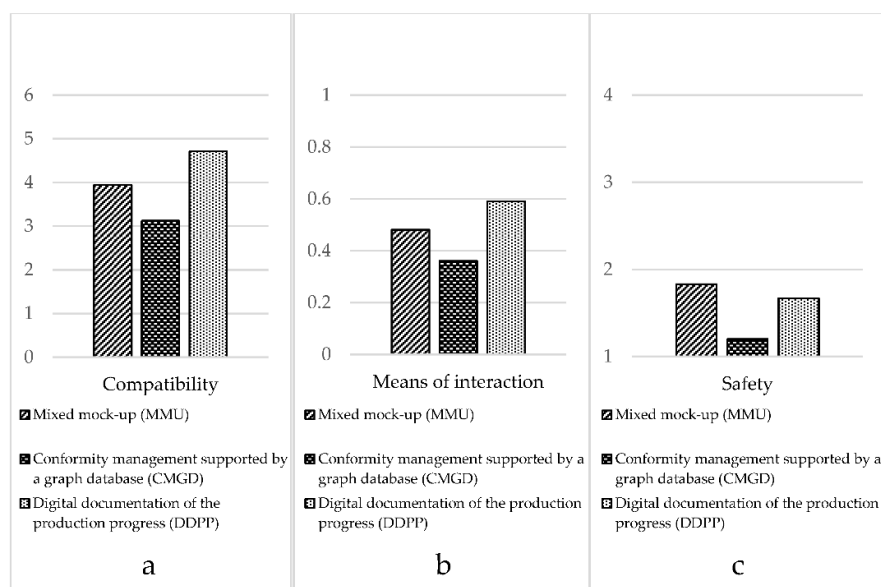 6
5
4
3
2
1
0
Compatibility
Mixed mock-up (MMU)
Conformity management supported by
a graph database (CMGD)
Digital documentation of the
production progress (DDPP)
a
1
0.8
0.6
0.4
0.2
0
Means of interaction
Mixed mock-up (MMU)
Conformity management supported by a
graph database (CMGD)
Digital documentation of the production
progress (DDPP)
b
4
3
2
1
Safety
Mixed mock-up (MMU)
Conformity management supported by a
graph database (CMGD)
Digital documentation of the production
progress (DDPP)
c